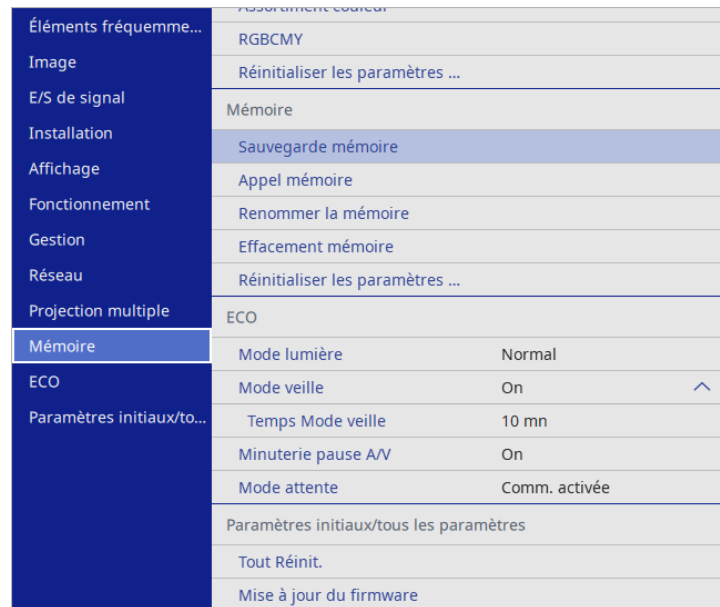 Éléments fréquemme...
Image
E/S de signal
Installation
Affichage
Fonctionnement
Gestion
Réseau
Projection multiple
Mémoire
ECO
Paramètres initiaux/to...
Assortiment couleur
RGBCMY
Réinitialiser les paramètres ...
Mémoire
Sauvegarde mémoire
Appel mémoire
Renommer la mémoire
Effacement mémoire
Réinitialiser les paramètres ...
ECO
Mode lumière Normal
Mode veille On
Temps Mode veille 10 mn
Minuterie pause A/V On
Mode attente Comm. activée
Paramètres initiaux/tous les paramètres
Tout Réinit.
Mise à jour du firmware